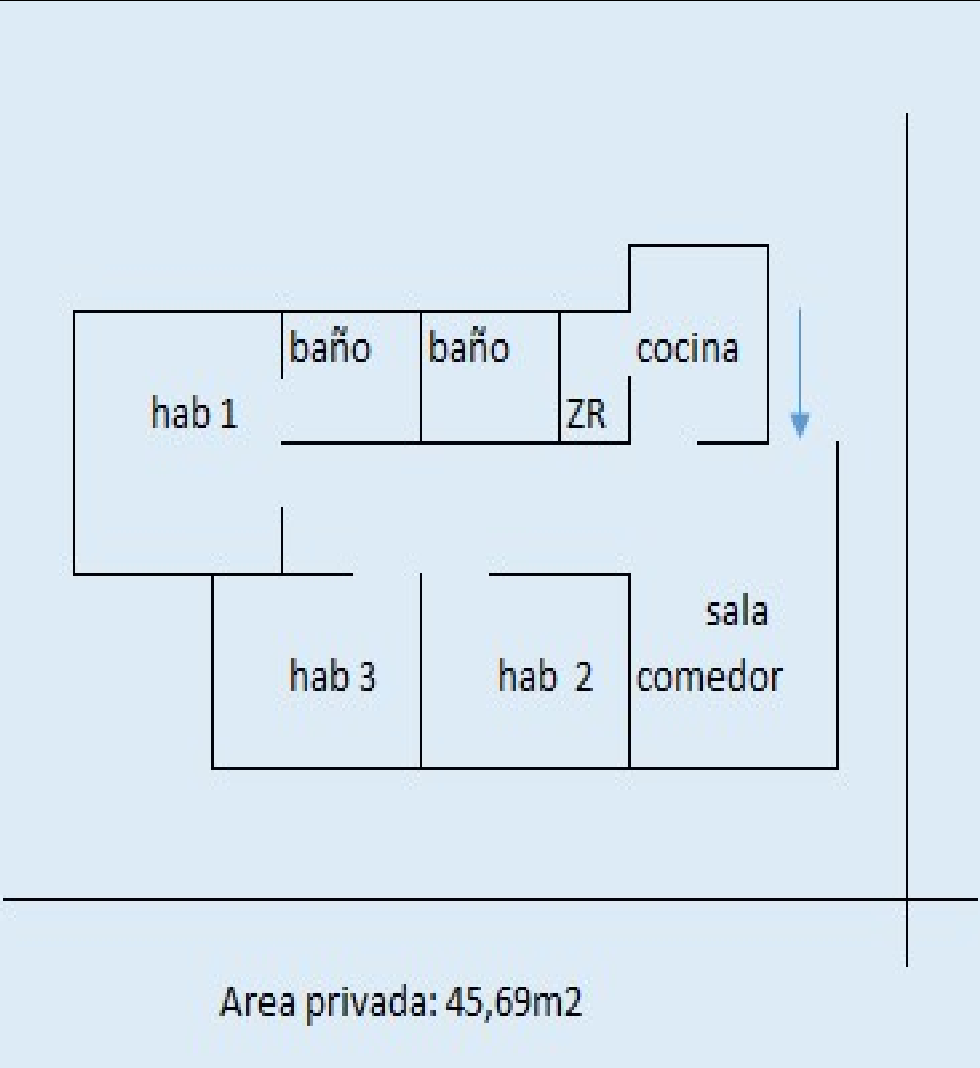 baño
baño
cocina
hab 1
ZR
sala
comedor
hab 3
hab 2
Area privada: 45,69m2